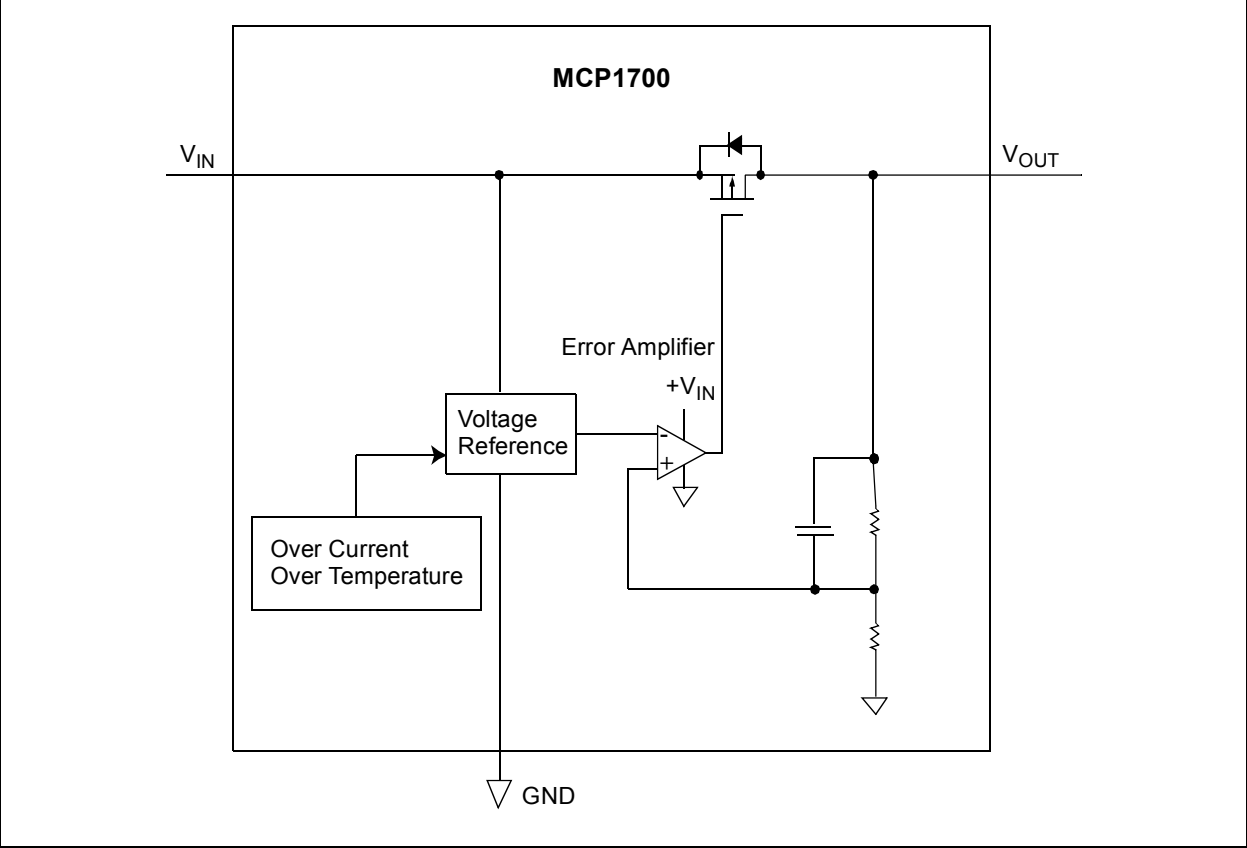 MCP1700
VIN
VOUT
Error Amplifier
+VIN
Voltage
Reference
-
+
Over Current
Over Temperature
GND